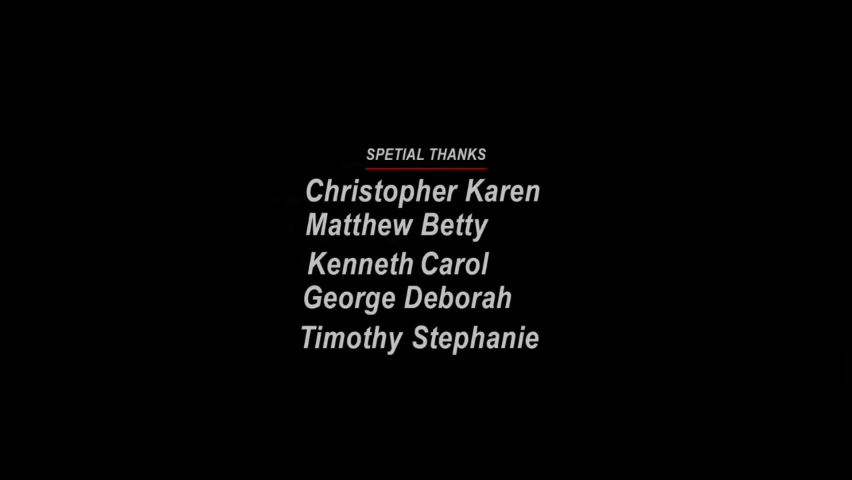 SPETIAL THANKS
Christopher Karen
Matthew Betty
Kenneth Carol
George Deborah
Timothy Stephanie